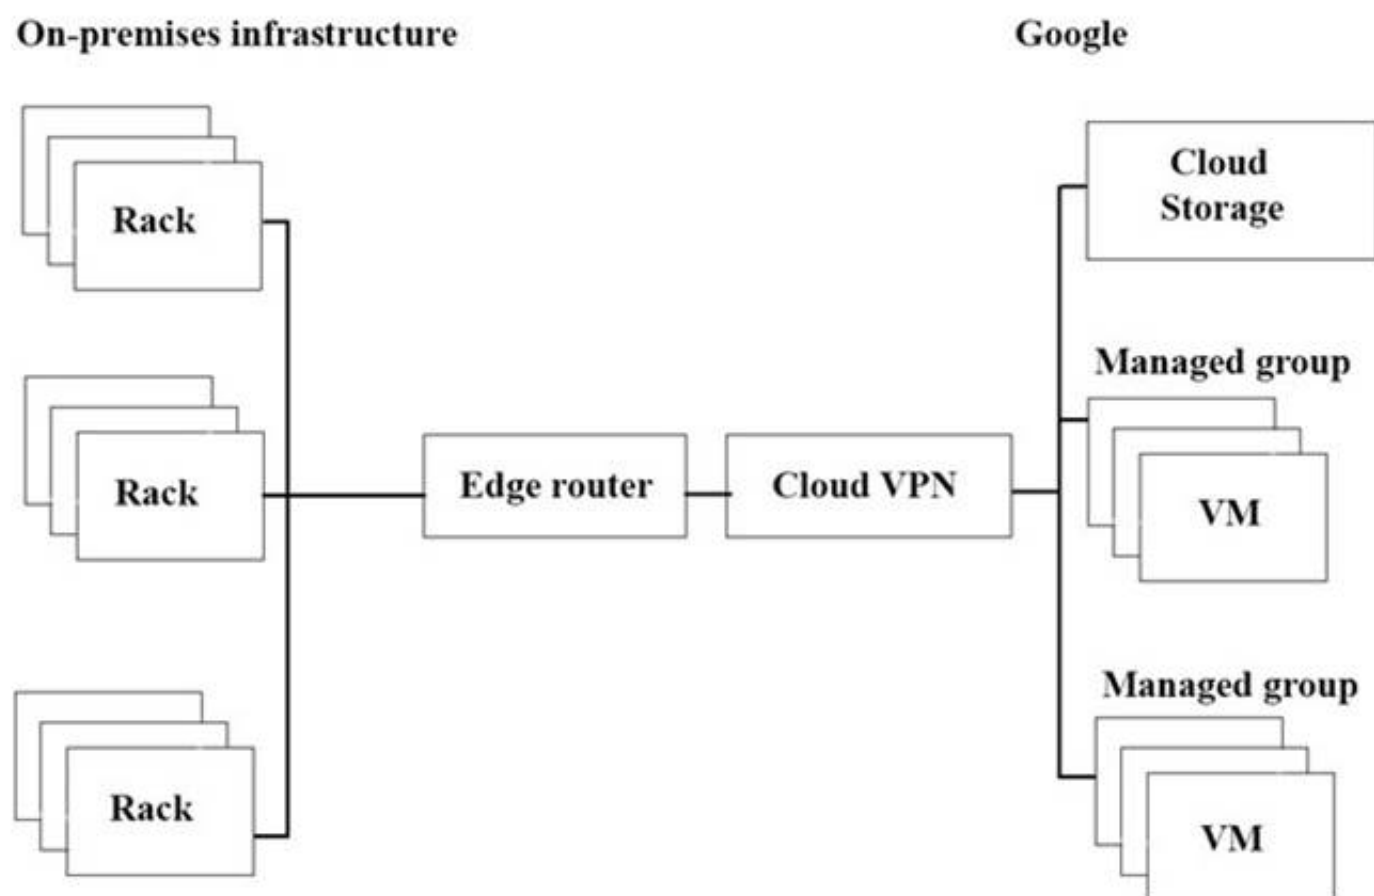 On-premises infrastructure
Google
Rack
Rack
Rack
Edge router
Cloud VPN
Cloud
Storage
Managed group
VM
Managed group
VM